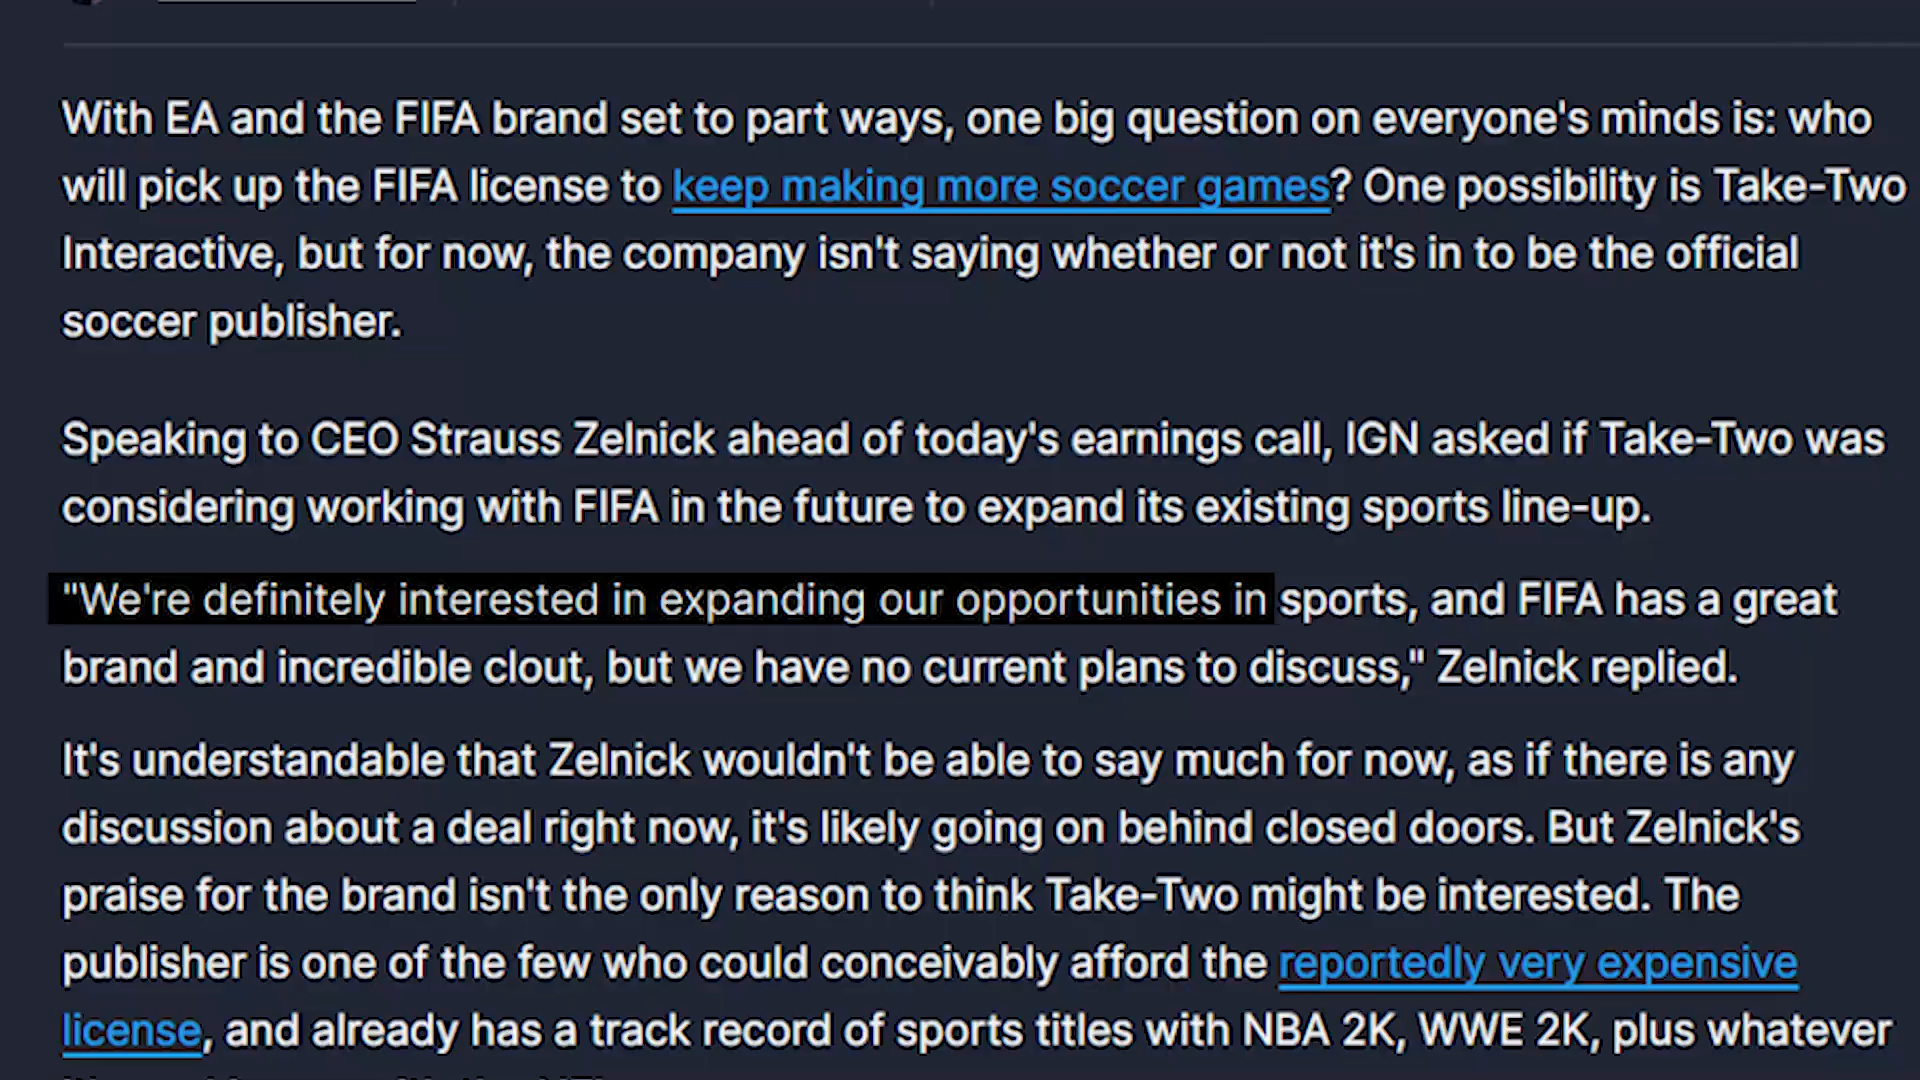 With EA and the FIFA brand set to part ways, one big question on everyone's minds is: who
will pick up the FIFA license to keep making more soccer games? One possibility is Take-Two
Interactive, but for now, the company isn't saying whether or not it's in to be the official
soccer publisher.
Speaking to CEO Strauss Zelnick ahead of today's earnings call, IGN asked if Take-Two was
considering working with FIFA in the future to expand its existing sports line-up.
"We're definitely interested in expanding our opportunities in sports, and FIFA has a great
brand and incredible clout, but we have no current plans to discuss," Zelnick replied.
It's understandable that Zelnick wouldn't be able to say much for now, as if there is any
discussion about a deal right now, it's likely going on behind closed doors. But Zelnick's
praise for the brand isn't the only reason to think Take-Two might be interested. The
publisher is one of the few who could conceivably afford the reportedly very expensive
license, and already has a track record of sports titles with NBA 2K, WWE 2K, plus whatever